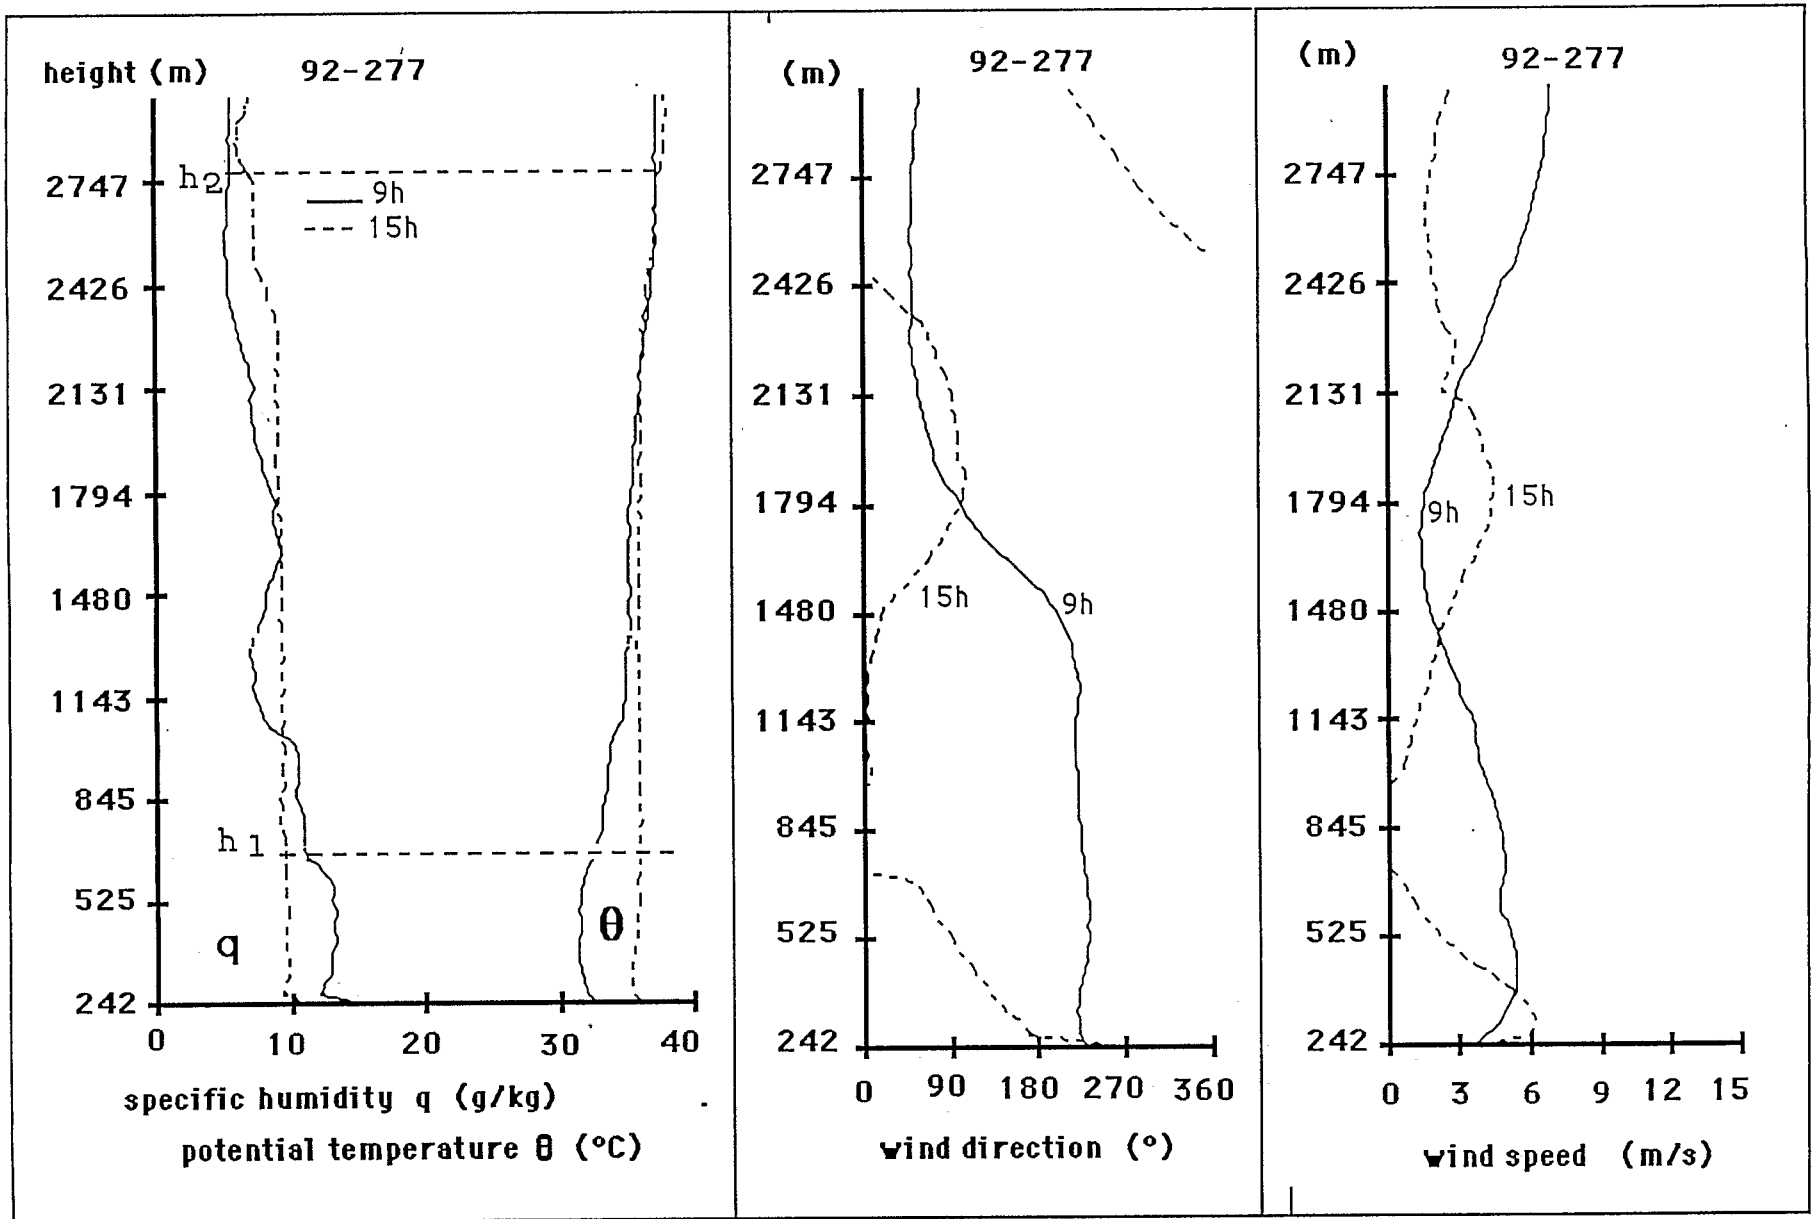 height (m) 92-277
h2
2747
9h
15h
2426
2131
1794
1480
1143
845
h1
525
q θ
242
0 10 20 30 40
specific humidity q (g/kg)
potential temperature θ (°C)
(m) 92-277
2747
2426
2131
1794
1480
15h 9h
1143
845
525
242
0 90 180 270 360
wind direction (°)
(m) 92-277
2747
2426
2131
1794
9h 15h
1480
1143
845
525
242
0 3 6 9 12 15
wind speed (m/s)